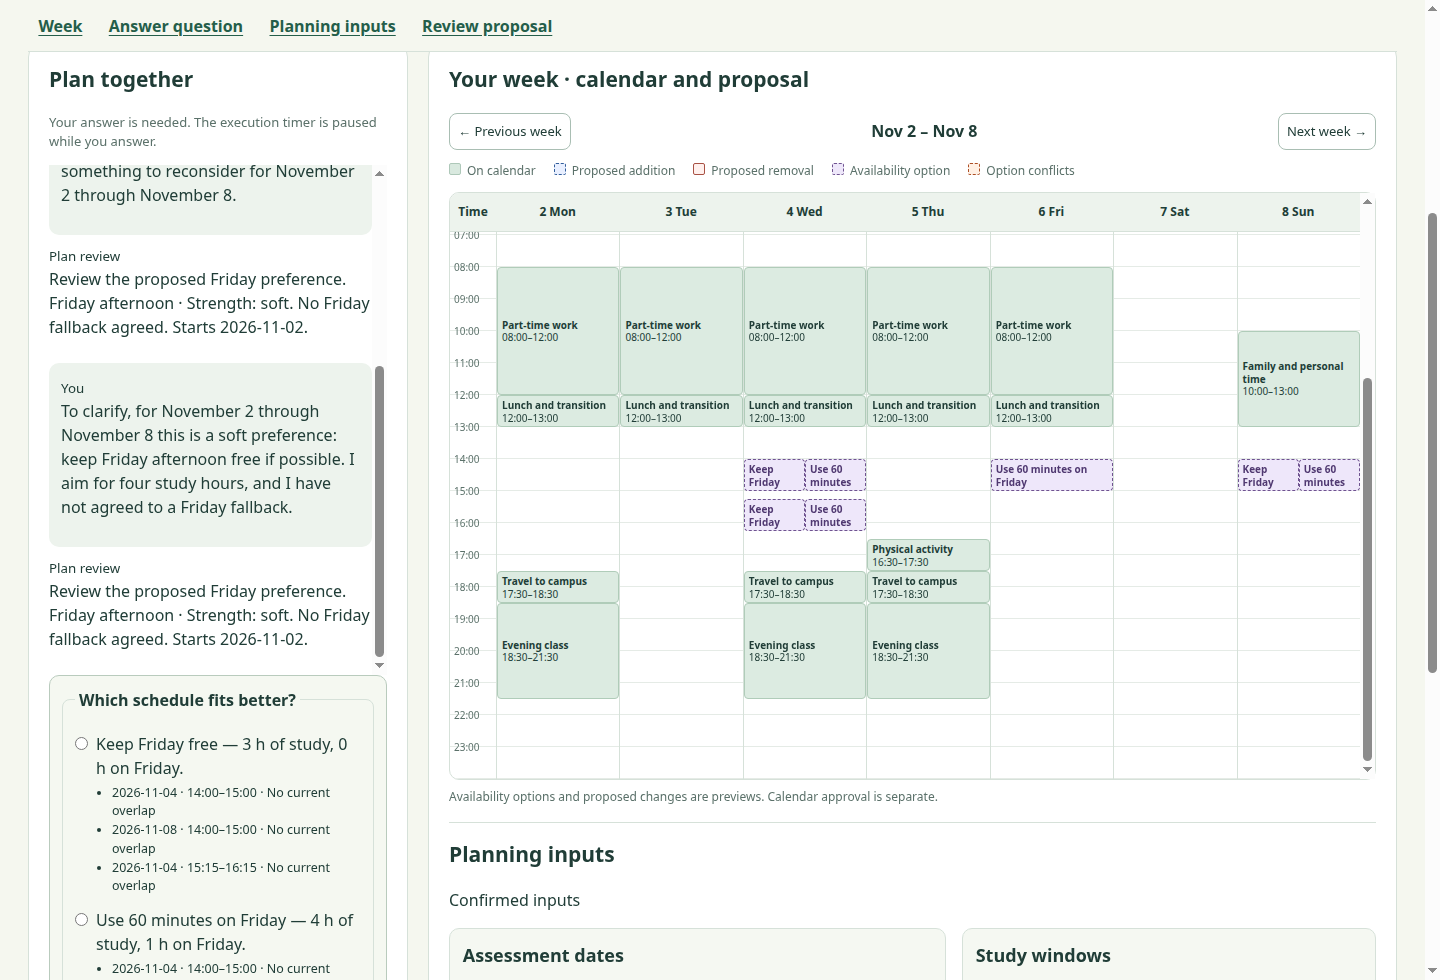 Week Answer question Planning inputs Review proposal
Plan together
Your answer is needed. The execution timer is paused
while you answer.
something to reconsider for November
2 through November 8.
Plan review
Review the proposed Friday preference.
Friday afternoon · Strength: soft. No Friday
fallback agreed. Starts 2026-11-02.
You
To clarify, for November 2 through
November 8 this is a soft preference:
keep Friday afternoon free if possible. I
aim for four study hours, and I have
not agreed to a Friday fallback.
Plan review
Review the proposed Friday preference.
Friday afternoon · Strength: soft. No Friday
fallback agreed. Starts 2026-11-02.
Which schedule fits better?
Keep Friday free — 3 h of study, 0
h on Friday.
• 2026-11-04 · 14:00–15:00 · No current
overlap
• 2026-11-08 · 14:00–15:00 · No current
overlap
• 2026-11-04 · 15:15–16:15 · No current
overlap
Use 60 minutes on Friday — 4 h of
study, 1 h on Friday.
• 2026-11-04 · 14:00–15:00 · No current
Your week · calendar and proposal
← Previous week
Nov 2 – Nov 8
Next week →
On calendar Proposed addition Proposed removal Availability option Option conflicts
Time 2 Mon 3 Tue 4 Wed 5 Thu 6 Fri 7 Sat 8 Sun
07:00
08:00
09:00
10:00
11:00
12:00
13:00
14:00
15:00
16:00
17:00
18:00
19:00
20:00
21:00
22:00
23:00
Part-time work
08:00–12:00
Lunch and transition
12:00–13:00
Travel to campus
17:30–18:30
Evening class
18:30–21:30
Part-time work
08:00–12:00
Lunch and transition
12:00–13:00
Part-time work
08:00–12:00
Lunch and transition
12:00–13:00
Keep
Friday
Use 60
minutes
Keep
Friday
Use 60
minutes
Travel to campus
17:30–18:30
Evening class
18:30–21:30
Part-time work
08:00–12:00
Lunch and transition
12:00–13:00
Physical activity
16:30–17:30
Travel to campus
17:30–18:30
Evening class
18:30–21:30
Part-time work
08:00–12:00
Lunch and transition
12:00–13:00
Use 60 minutes on
Friday
Family and personal
time
10:00–13:00
Keep
Friday
Use 60
minutes
Availability options and proposed changes are previews. Calendar approval is separate.
Planning inputs
Confirmed inputs
Assessment dates
Study windows